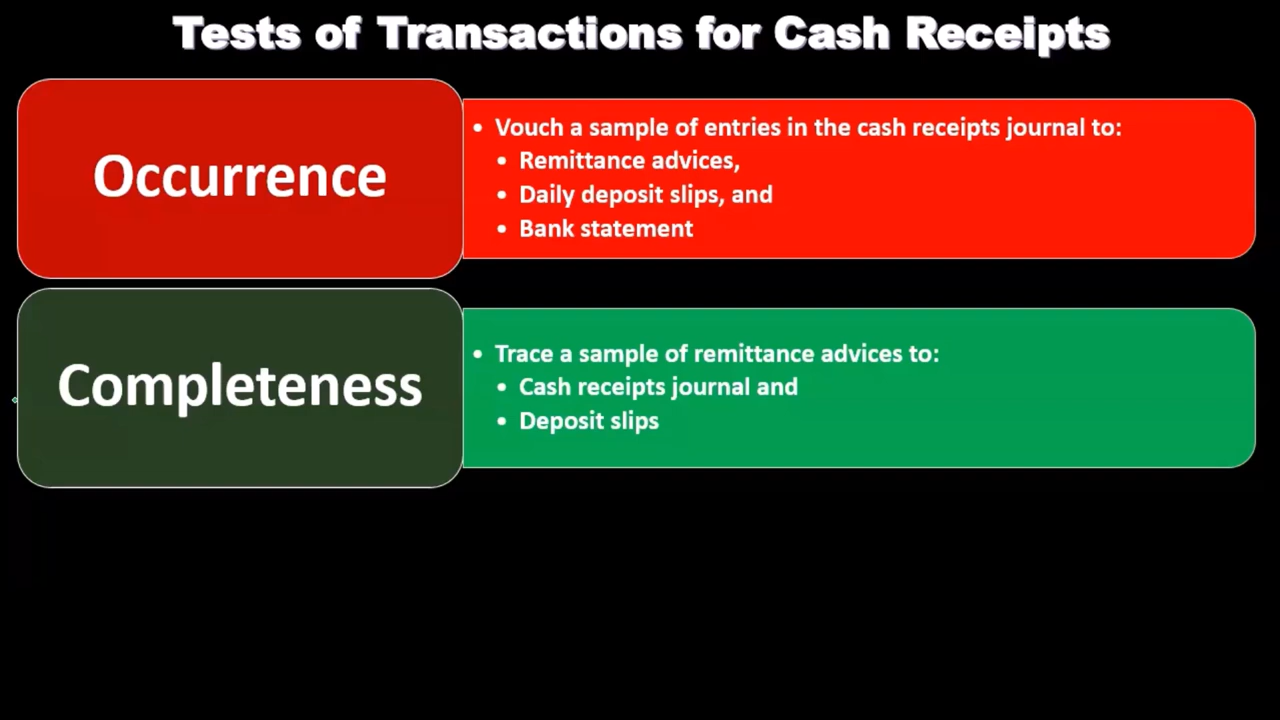 Tests of Transactions for Cash Receipts
Occurrence
• Vouch a sample of entries in the cash receipts journal to:
• Remittance advices,
• Daily deposit slips, and
• Bank statement
Completeness
• Trace a sample of remittance advices to:
• Cash receipts journal and
• Deposit slips